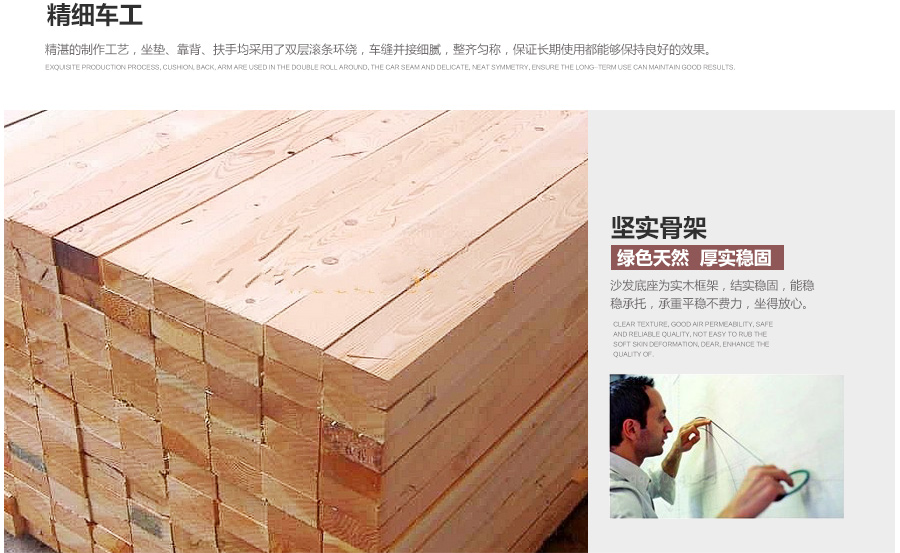 精细车工
精湛的制作工艺，坐垫、靠背、扶手均采用了双层滚条环绕，车缝并接细腻，整齐匀称，保证长期使用都能够保持良好的效果。
EXQUISITE PRODUCTION PROCESS, CUSHION, BACK, ARM ARE USED IN THE DOUBLE ROLL AROUND, THE CAR SEAM AND DELICATE, NEAT SYMMETRY, ENSURE THE LONG-TERM USE CAN MAINTAIN GOOD RESULTS.
坚实骨架
绿色天然 厚实稳固
沙发底座为实木框架，结实稳固，能稳
稳承托，承重平稳不费力，坐得放心。
CLEAR TEXTURE, GOOD AIR PERMEABILITY, SAFE
AND RELIABLE QUALITY, NOT EASY TO RUB THE
SOFT SKIN DEFORMATION, DEAR, ENHANCE THE
QUALITY OF.